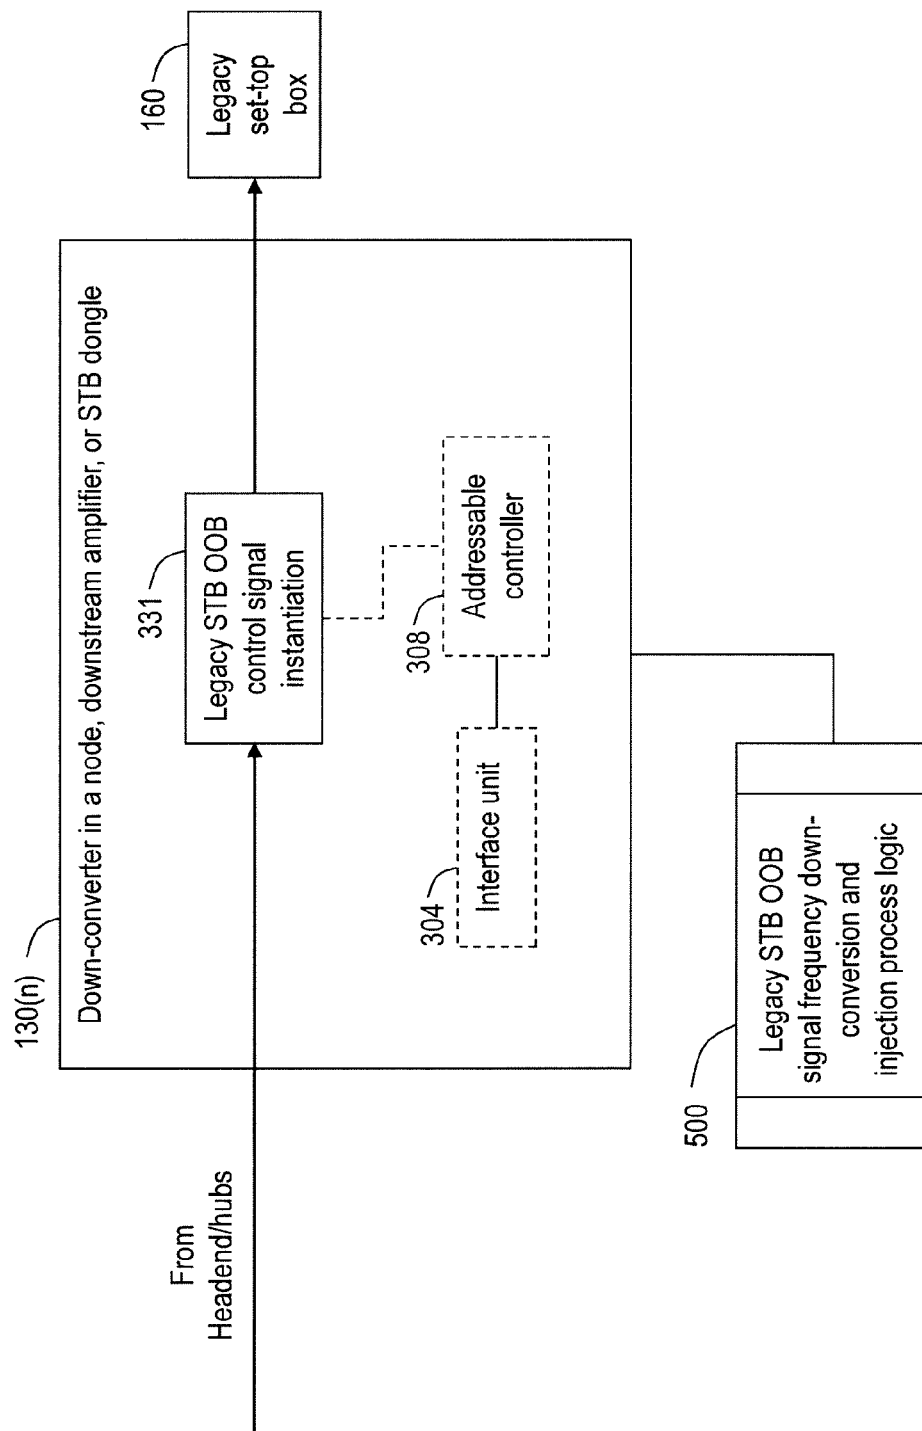 130(n)
Down-converter in a node, downstream amplifier, or STB dongle
160
Legacy
set-top
box
From
Headend/hubs
331
Legacy STB OOB
control signal
instantiation
308
Addressable
controller
304
Interface unit
500
Legacy STB OOB
signal frequency down-
conversion and
injection process logic